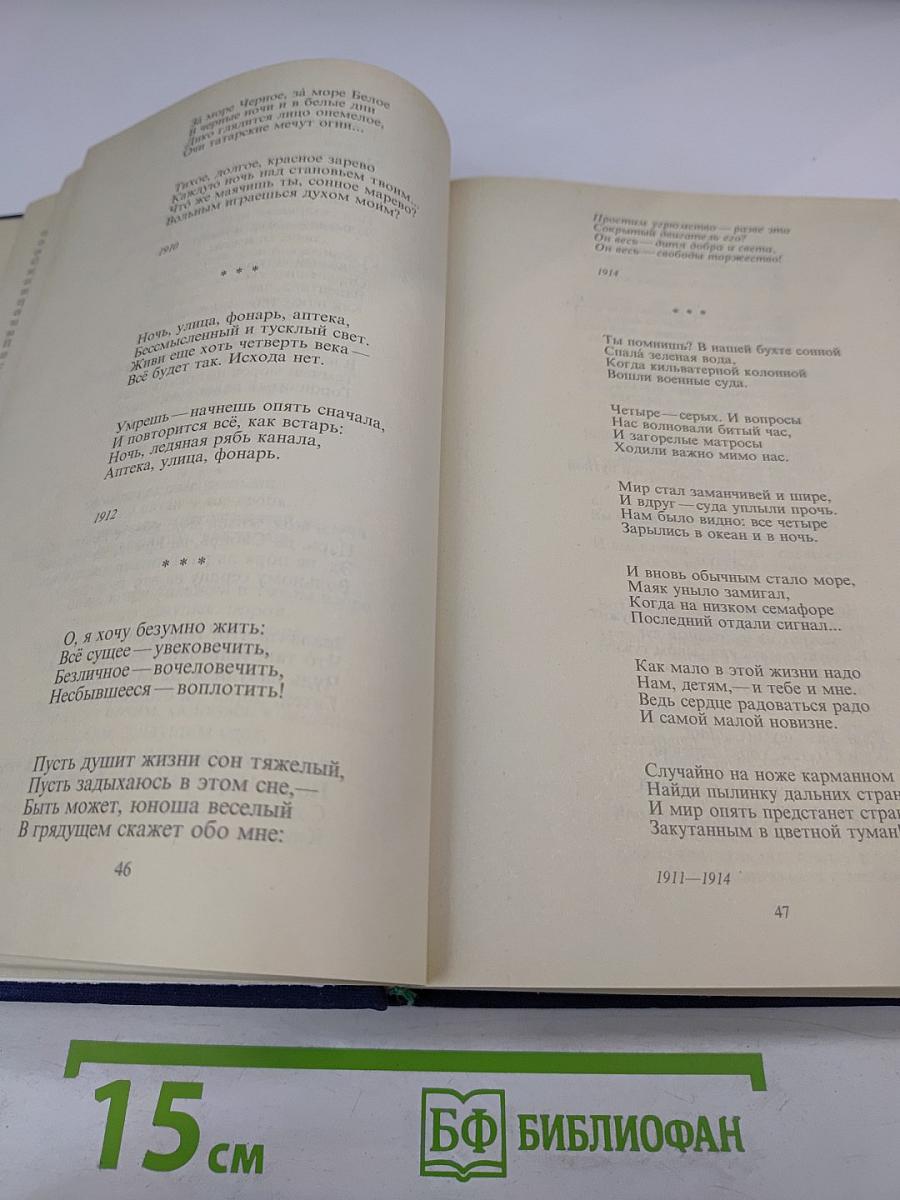 За́ море Черное, за́ море Белое
В черные ночи и в белые дни
Дико глядится лицо онемелое,
Очи татарские мечут огни...
Тихое, долгое, красное зарево
Каждую ночь над становьем твоим...
Что́ же маячишь ты, сонное марево?
Вольным играешься духом моим?
1910
* * *
Ночь, улица, фонарь, аптека,
Бессмысленный и тусклый свет.
Живи еще хоть четверть века —
Всё будет так. Исхода нет.
Умрешь — начнешь опять сначала,
И повторится всё, как встарь:
Ночь, ледяная рябь канала,
Аптека, улица, фонарь.
1912
* * *
О, я хочу безумно жить:
Всё сущее — увековечить,
Безличное — вочеловечить,
Несбывшееся — воплотить!
Пусть душит жизни сон тяжелый,
Пусть задыхаюсь в этом сне,—
Быть может, юноша веселый
В грядущем скажет обо мне:
46
Простим угрюмство — разве это
Сокрытый двигатель его?
Он весь — дитя добра и света,
Он весь — свободы торжество!
1914
* * *
Ты помнишь? В нашей бухте сонной
Спала́ зеленая вода,
Когда кильватерной колонной
Вошли военные суда.
Четыре — серых. И вопросы
Нас волновали битый час,
И загорелые матросы
Ходили важно мимо нас.
Мир стал заманчивей и шире,
И вдруг — суда уплыли прочь.
Нам было видно: все четыре
Зарылись в океан и в ночь.
И вновь обычным стало море,
Маяк уныло замигал,
Когда на низком семафоре
Последний отдали сигнал...
Как мало в этой жизни надо
Нам, детям,— и тебе и мне.
Ведь сердце радоваться радо
И самой малой новизне.
Случайно на ноже карманном
Найди пылинку дальних стран
И мир опять предстанет стра
Закутанным в цветной туман!
1911—1914
47
15 см
БФ БИБЛИОФАН